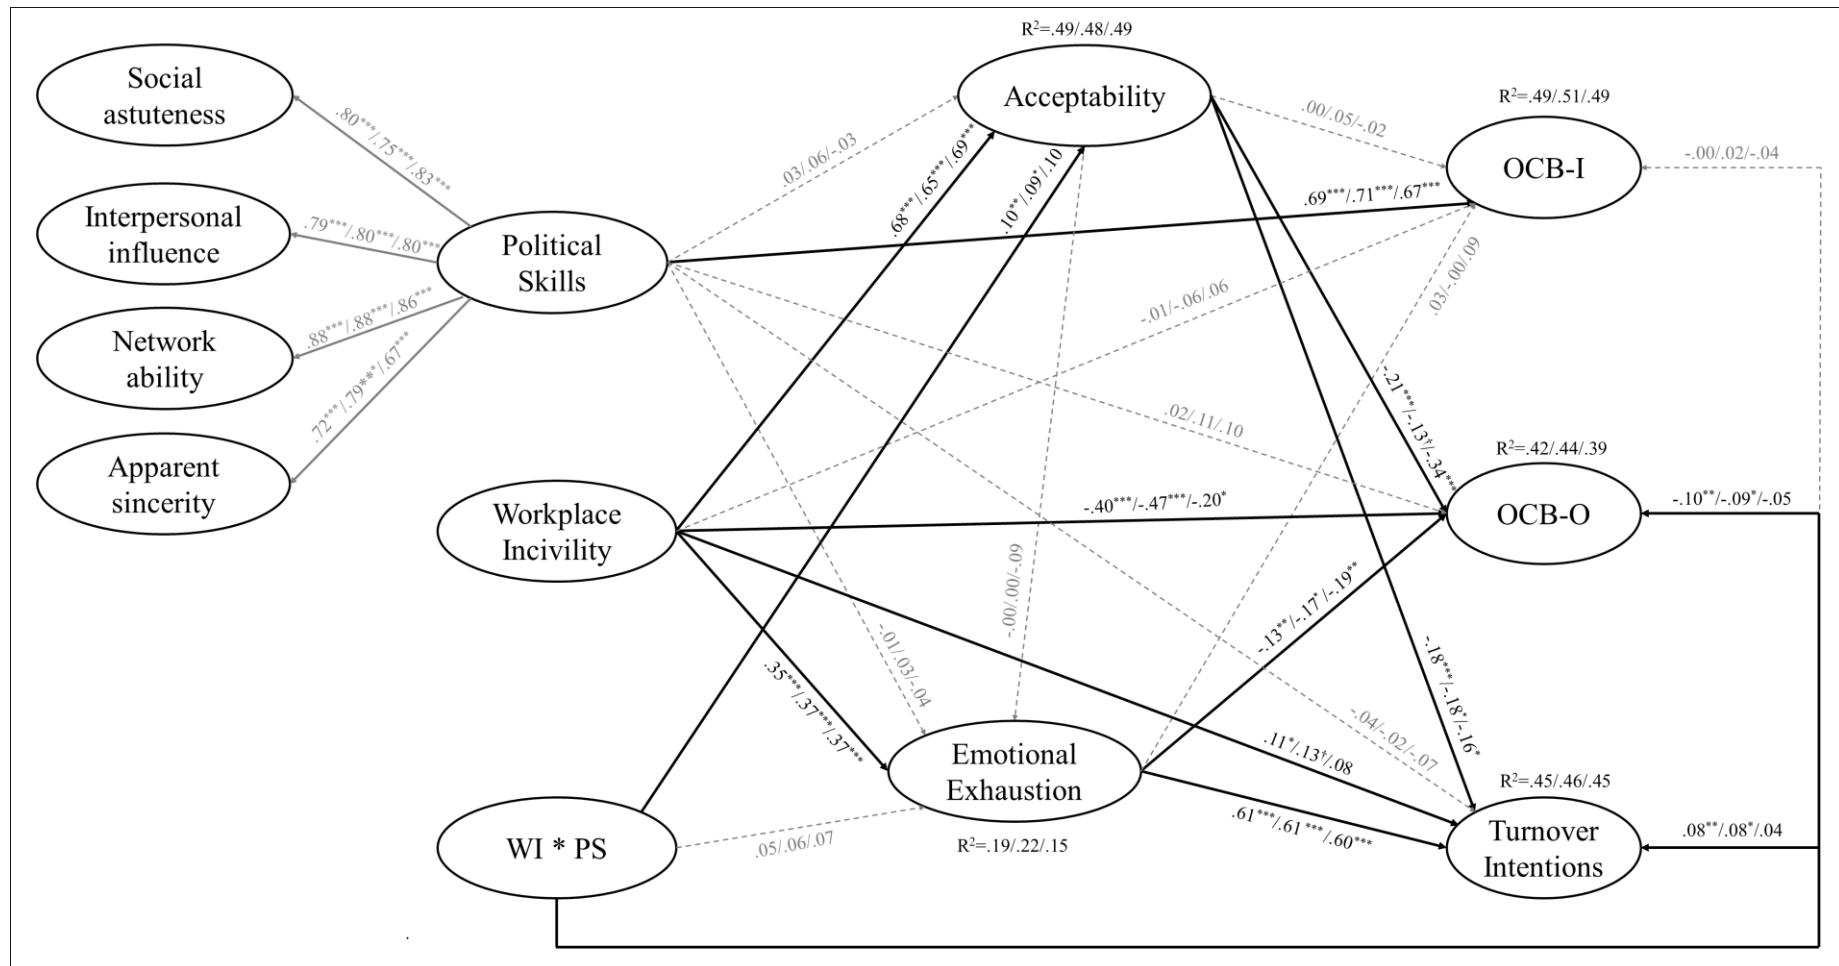 R²=.49/.48/.49
Social
astuteness
Acceptability
R²=.49/.51/.49
.00/.05/-.02
OCB-I
-.00/.02/-.04
.80***/.75***/.83***
.03/.06/-.03
.68***/.65***/.69***
.10**/.09*/.10
.69***/.71***/.67***
Interpersonal
influence
.79***/.80***/.80***
Political
Skills
-.01/-.06/.06
.03/-.00/.09
Network
ability
.88***/.88***/.86***
.72***/.79***/.67***
.02/.11/.10
-.21***/-.13†/-.34***
Apparent
sincerity
R²=.42/.44/.39
Workplace
Incivility
-.40***/-.47***/-.20*
OCB-O
-.10**/-.09*/-.05
-.00/.00/-.09
-.13**/-.17*/-.19**
-.01/.03/-.04
.35***/.37***/.37***
-.18***/-.18*/-.16*
-.04/-.02/-.07
.11*/.13†/.08
Emotional
Exhaustion
R²=.45/.46/.45
.61***/.61***/.60***
Turnover
Intentions
.08**/.08*/.04
WI * PS
.05/.06/.07
R²=.19/.22/.15